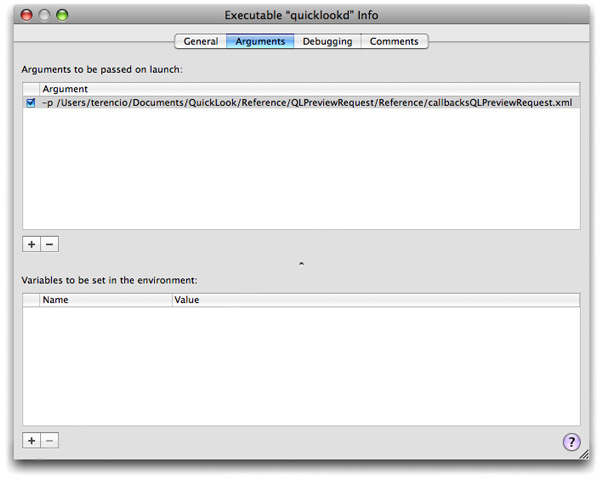 Executable “quicklookd” Info
General Arguments Debugging Comments
Arguments to be passed on launch:
Argument
-p /Users/terencio/Documents/QuickLook/Reference/QLPreviewRequest/Reference/callbacksQLPreviewRequest.xml
+ −
Variables to be set in the environment:
Name Value
+ −
?